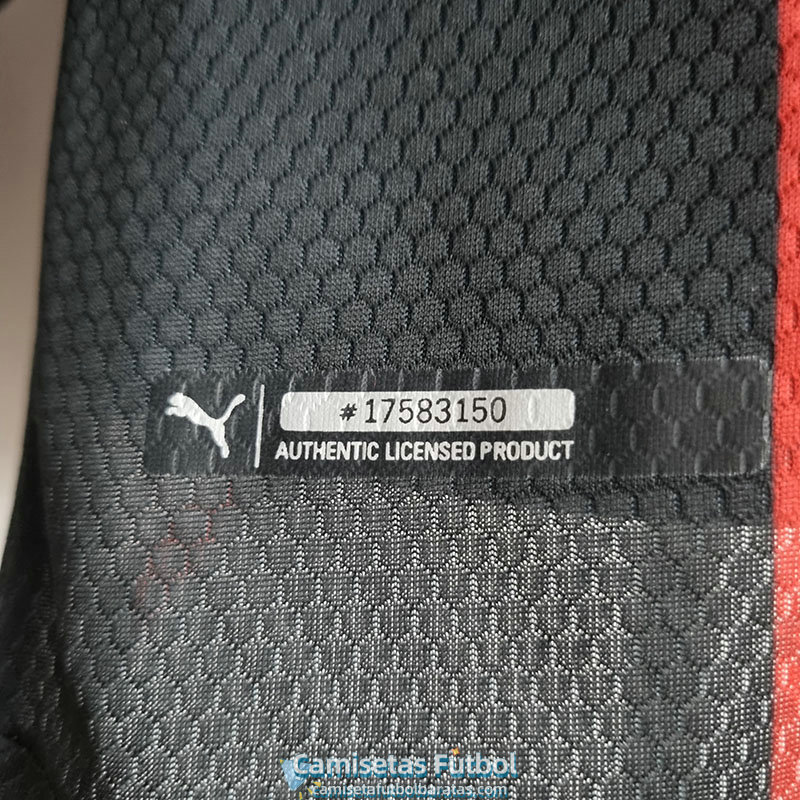 #17583150
AUTHENTIC LICENSED PRODUCT
Camisetas Futbol
camisetafutbolbaratas.com